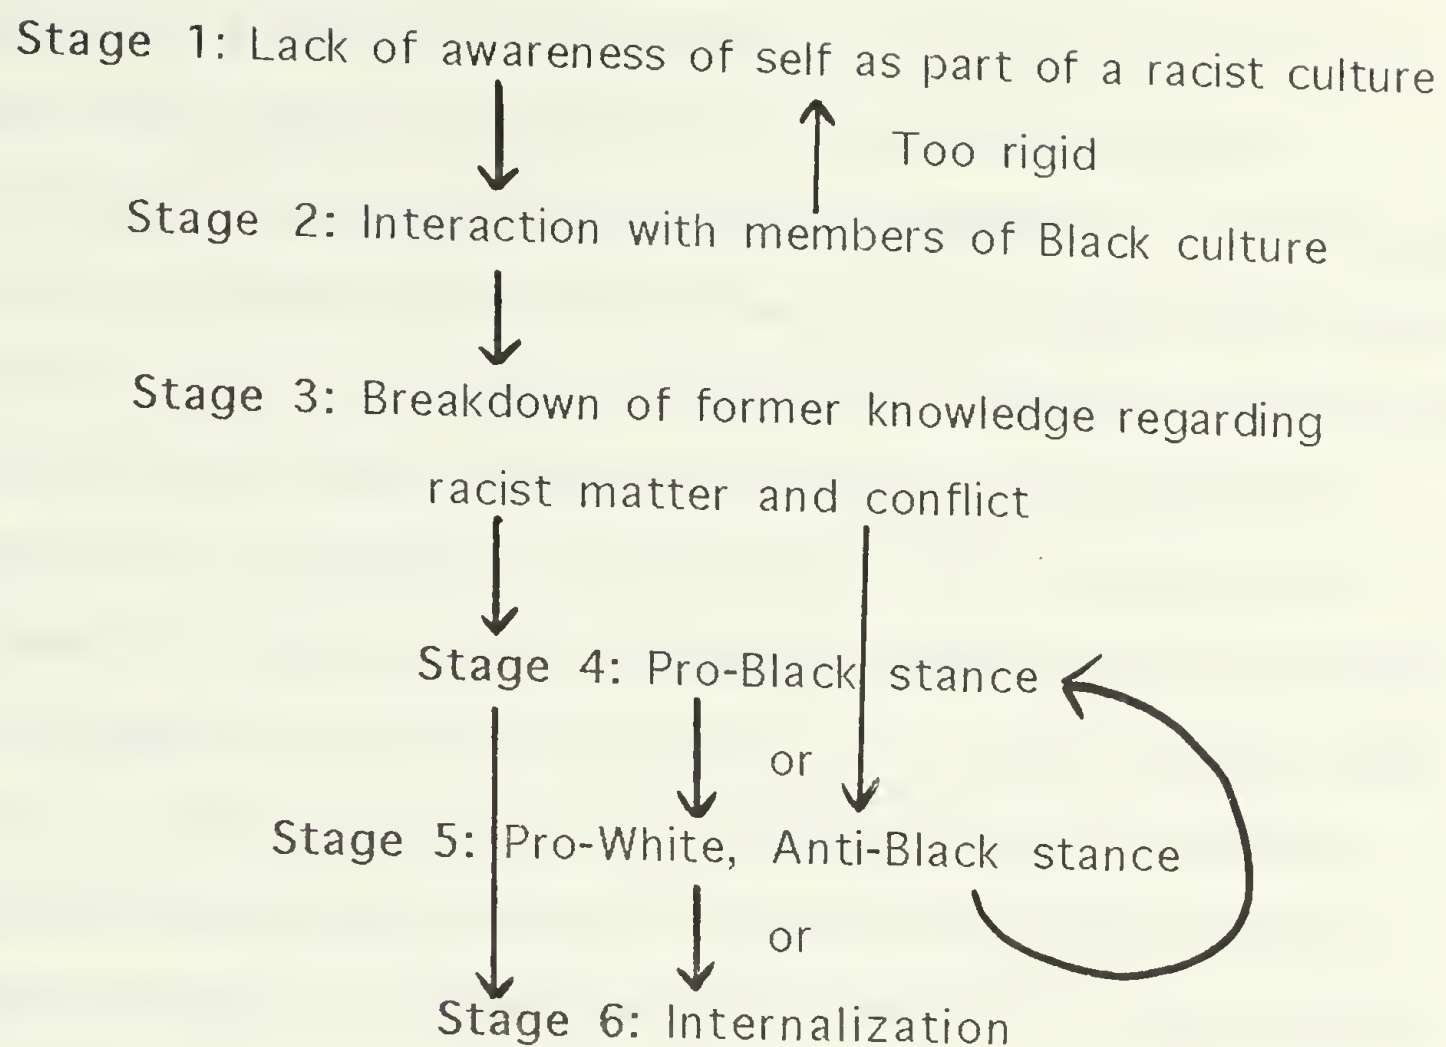 Stage 1: Lack of awareness of self as part of a racist culture
Too rigid
Stage 2: Interaction with members of Black culture
Stage 3: Breakdown of former knowledge regarding
racist matter and conflict
Stage 4: Pro-Black stance
or
Stage 5: Pro-White, Anti-Black stance
or
Stage 6: Internalization